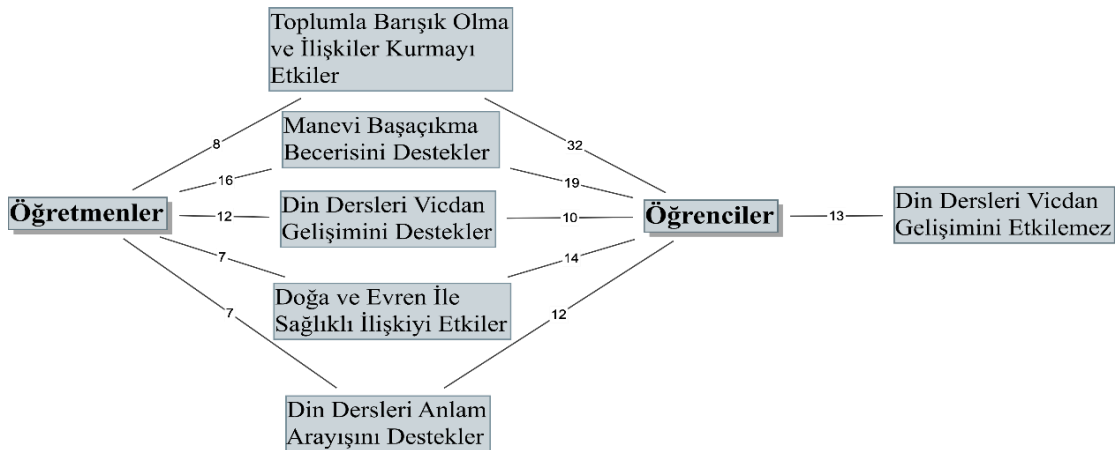 Toplumla Barışık Olma
ve İlişkiler Kurmayı
Etkiler
8
32
Manevi Başaçıkma
Becerisini Destekler
16
19
Öğretmenler
12
Din Dersleri Vicdan
Gelişimini Destekler
10
Öğrenciler
13
Din Dersleri Vicdan
Gelişimini Etkilemez
7
14
Doğa ve Evren İle
Sağlıklı İlişkiyi Etkiler
7
12
Din Dersleri Anlam
Arayışını Destekler